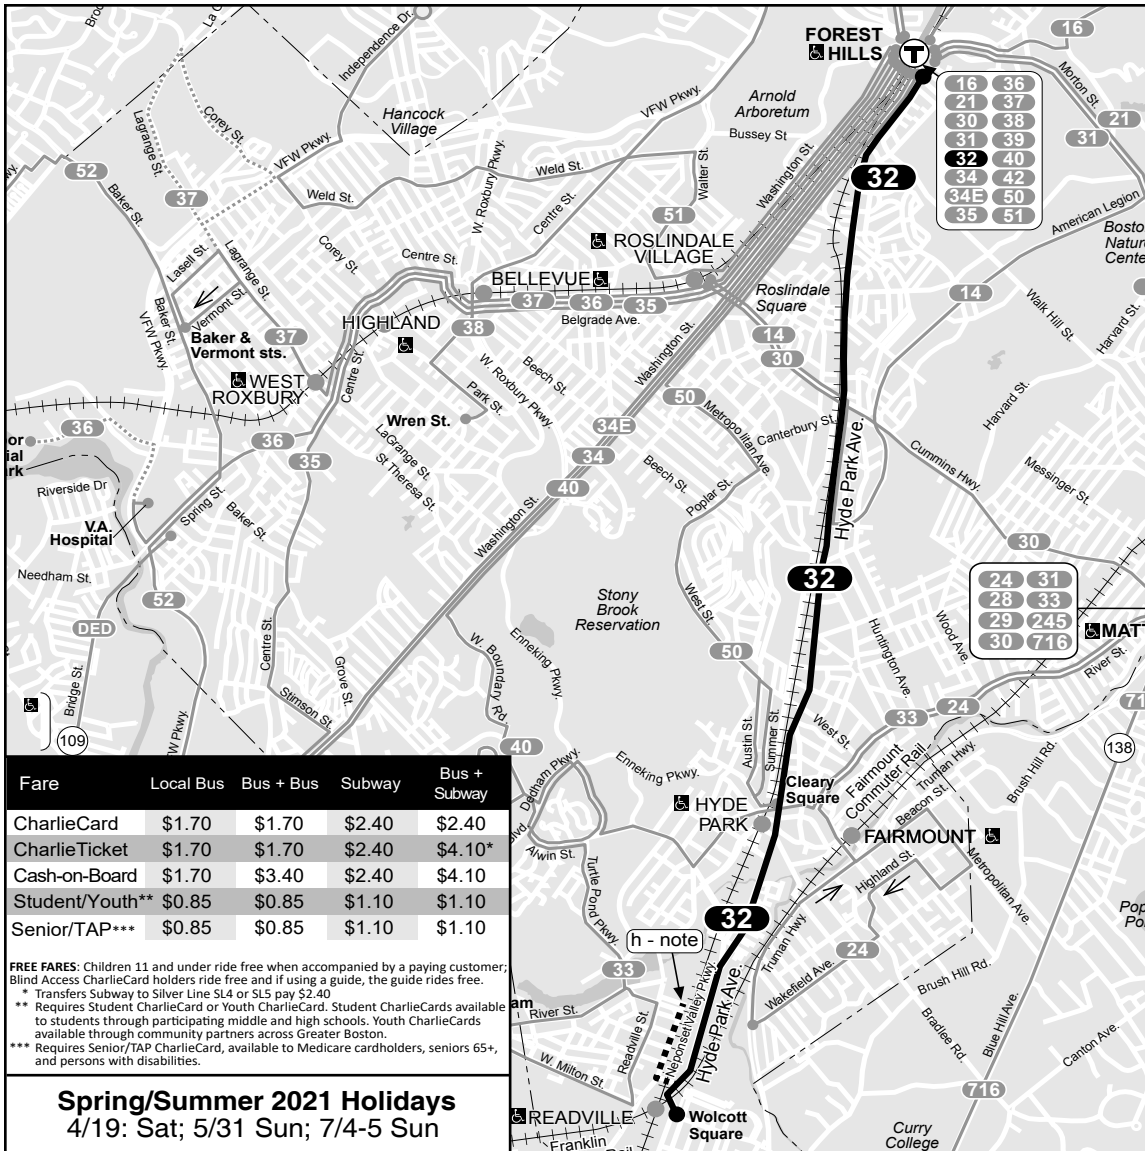 FOREST
HILLS
T
16
16 36
21 37
30 38
31 39
32 40
34 42
34E 50
35 51
Morton St.
21
31
American Legion
Independence Dr.
Hancock
Village
VFW Pkwy.
Arnold
Arboretum
Bussey St
Washington St.
32
Corey St.
Lagrange St.
VFW Pkwy.
52
Baker St.
37
Weld St.
Weld St.
W. Roxbury Pkwy.
Centre St.
Walter St.
51
ROSLINDALE
VILLAGE
Corey St.
Centre St.
Lasell St.
Lagrange St.
Vermont St.
BELLEVUE
37
36
35
Belgrade Ave.
Roslindale
Square
14
Walk Hill St.
Harvard St.
HIGHLAND
38
Baker St.
VFW Pkwy.
Baker &
Vermont sts.
37
Centre St.
WEST
ROXBURY
Washington St.
14
30
Beech St.
W. Roxbury Pkwy.
Park St.
Wren St.
50
Metropolitan Ave
Canterbury St.
Harvard St.
36
36
35
LaGrange St.
St Theresa St.
34E
34
40
Beech St.
Poplar St.
Hyde Park Ave.
Cummins Hwy.
Messinger St.
Riverside Dr
V.A.
Hospital
Spring St.
Baker St.
Washington St.
30
Needham St.
52
DED
Stony
Brook
Reservation
West St.
32
24 31
28 33
29 245
30 716
Wood Ave.
Huntington Ave.
River St.
Centre St.
Grove St.
Stimson St.
W. Boundary Rd.
Enneking Pkwy.
50
Bridge St.
109
40
33
24
138
Austin St.
Summer St.
West St.
Fairmount
Commuter Rail
Truman Hwy.
Beacon St.
Brush Hill Rd.
Cleary
Square
Dedham Pkwy.
Enneking Pkwy.
HYDE
PARK
FAIRMOUNT
Alwin St.
Turtle Pond Pkwy.
Highland St.
Metropolitan Ave.
32
h - note
33
Truman Hwy.
24
Wakefield Ave.
Brush Hill Rd.
River St.
Readville St.
Neponset Valley Pkwy.
Hyde Park Ave.
Bradlee Rd.
Blue Hill Ave.
Canton Ave.
W. Milton St.
716
READVILLE
Wolcott
Square
Franklin
Curry
College
Fare Local Bus Bus + Bus Subway Bus + Subway
CharlieCard $1.70 $1.70 $2.40 $2.40
CharlieTicket $1.70 $1.70 $2.40 $4.10*
Cash-on-Board $1.70 $3.40 $2.40 $4.10
Student/Youth** $0.85 $0.85 $1.10 $1.10
Senior/TAP*** $0.85 $0.85 $1.10 $1.10
FREE FARES: Children 11 and under ride free when accompanied by a paying customer;
Blind Access CharlieCard holders ride free and if using a guide, the guide rides free.
* Transfers Subway to Silver Line SL4 or SL5 pay $2.40
** Requires Student CharlieCard or Youth CharlieCard. Student CharlieCards available
to students through participating middle and high schools. Youth CharlieCards
available through community partners across Greater Boston.
*** Requires Senior/TAP CharlieCard, available to Medicare cardholders, seniors 65+,
and persons with disabilities.
Spring/Summer 2021 Holidays
4/19: Sat; 5/31 Sun; 7/4-5 Sun